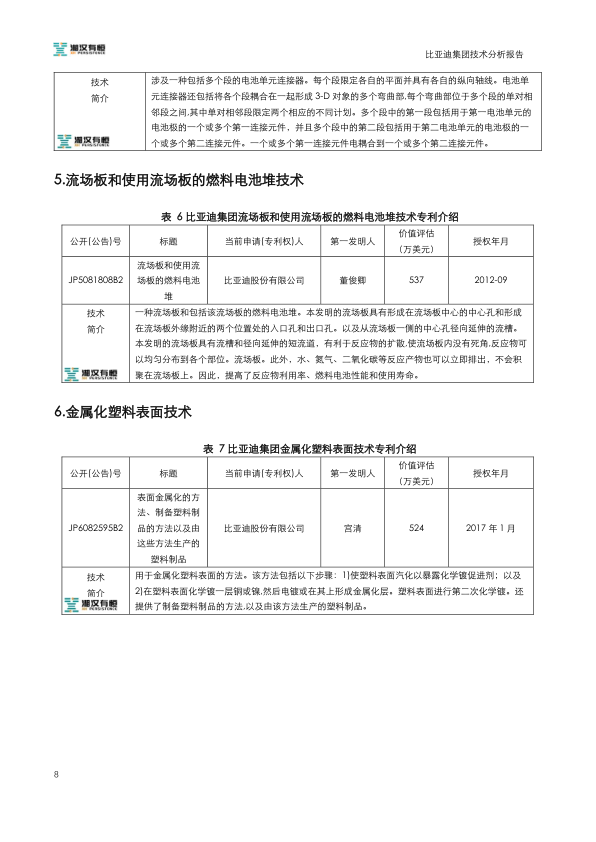 瀚汉有恒
PERSISTENCE
比亚迪集团技术分析报告
技术
简介
瀚汉有恒
PERSISTENCE
涉及一种包括多个段的电池单元连接器。每个段限定各自的平面并具有各自的纵向轴线。电池单
元连接器还包括将各个段耦合在一起形成 3-D 对象的多个弯曲部,每个弯曲部位于多个段的单对相
邻段之间,其中单对相邻段限定两个相应的不同计划。多个段中的第一段包括用于第一电池单元的
电池极的一个或多个第一连接元件，并且多个段中的第二段包括用于第二电池单元的电池极的一
个或多个第二连接元件。一个或多个第一连接元件电耦合到一个或多个第二连接元件。
5.流场板和使用流场板的燃料电池堆技术
表 6 比亚迪集团流场板和使用流场板的燃料电池堆技术专利介绍
公开(公告)号 标题 当前申请(专利权)人 第一发明人 价值评估
（万美元） 授权年月
JP5081808B2 流场板和使用流
场板的燃料电池
堆 比亚迪股份有限公司 董俊卿 537 2012-09
技术
简介
瀚汉有恒
PERSISTENCE
一种流场板和包括该流场板的燃料电池堆。本发明的流场板具有形成在流场板中心的中心孔和形成
在流场板外缘附近的两个位置处的入口孔和出口孔。以及从流场板一侧的中心孔径向延伸的流槽。
本发明的流场板具有流槽和径向延伸的短流道，有利于反应物的扩散,使流场板内没有死角,反应物可
以均匀分布到各个部位。流场板。此外，水、氮气、二氧化碳等反应产物也可以立即排出，不会积
聚在流场板上。因此，提高了反应物利用率、燃料电池性能和使用寿命。
6.金属化塑料表面技术
表 7 比亚迪集团金属化塑料表面技术专利介绍
公开(公告)号 标题 当前申请(专利权)人 第一发明人 价值评估
（万美元） 授权年月
JP6082595B2 表面金属化的方
法、制备塑料制
品的方法以及由
这些方法生产的
塑料制品 比亚迪股份有限公司 宫清 524 2017 年 1 月
技术
简介
瀚汉有恒
PERSISTENCE
用于金属化塑料表面的方法。该方法包括以下步骤：1)使塑料表面汽化以暴露化学镀促进剂；以及
2)在塑料表面化学镀一层铜或镍,然后电镀或在其上形成金属化层。塑料表面进行第二次化学镀。还
提供了制备塑料制品的方法,以及由该方法生产的塑料制品。
8